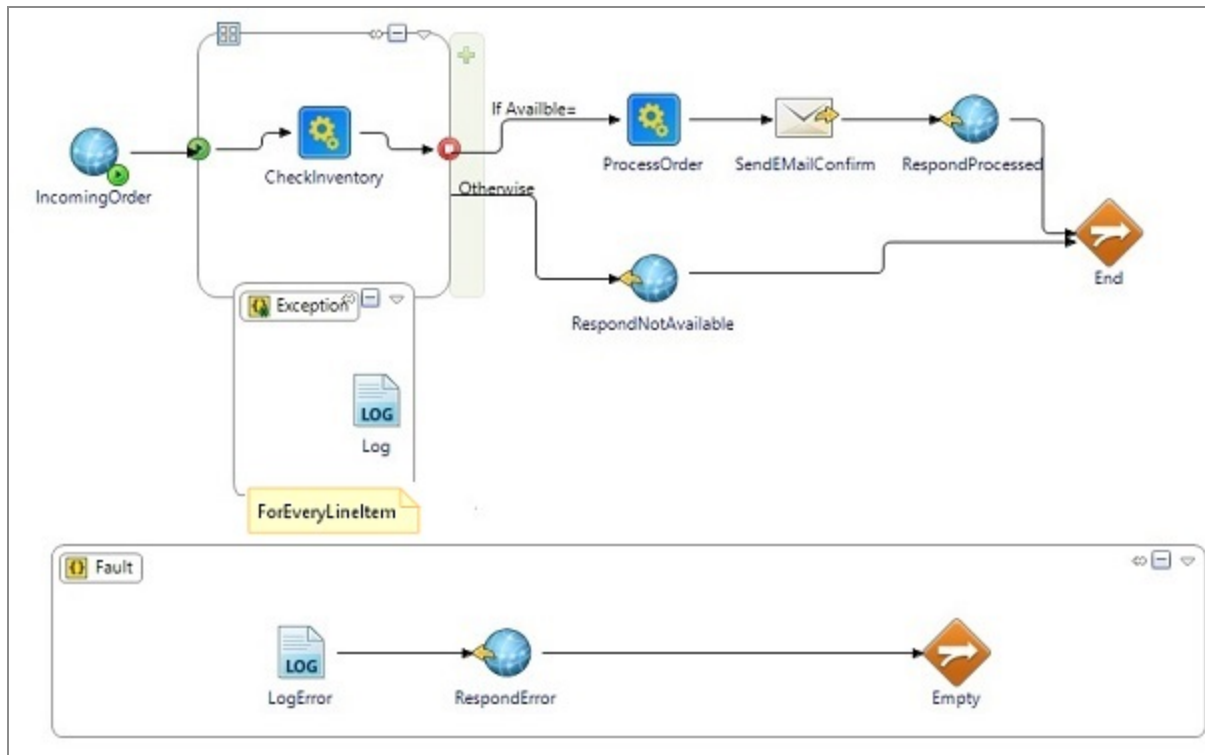 If Availble=
ProcessOrder
SendEMailConfirm
RespondProcessed
CheckInventory
IncomingOrder
Otherwise
End
RespondNotAvailable
Exception
LOG
Log
ForEveryLineItem
Fault
LOG
LogError
RespondError
Empty